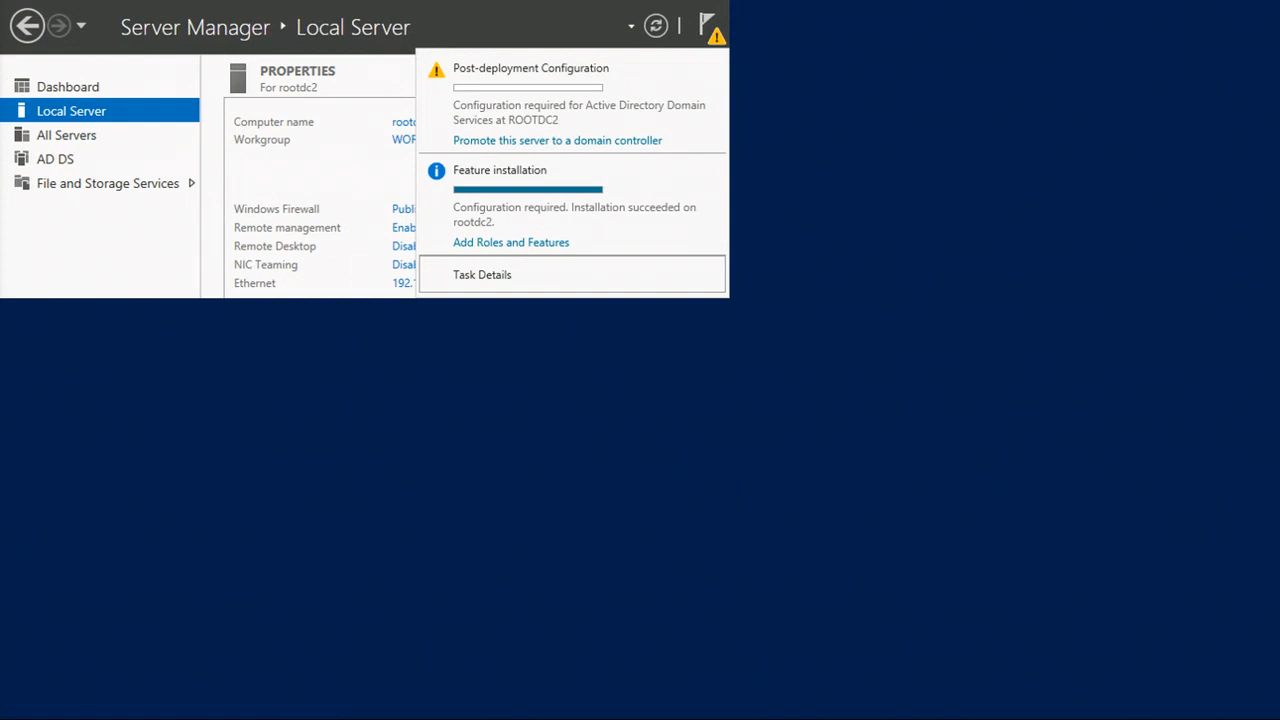 Server Manager ‣ Local Server
Dashboard
Local Server
All Servers
AD DS
File and Storage Services
PROPERTIES
For rootdc2
Computer name
Workgroup
Windows Firewall
Remote management
Remote Desktop
NIC Teaming
Ethernet
Post-deployment Configuration
Configuration required for Active Directory Domain
Services at ROOTDC2
Promote this server to a domain controller
Feature installation
Configuration required. Installation succeeded on
rootdc2.
Add Roles and Features
Task Details